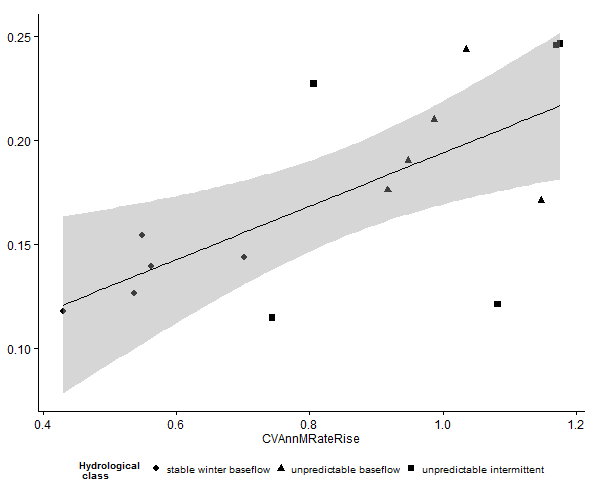 0.25
0.20
0.15
0.10
0.4 0.6 0.8 1.0 1.2
CVAnnMRateRise
Hydrological
class
stable winter baseflow unpredictable baseflow unpredictable intermittent